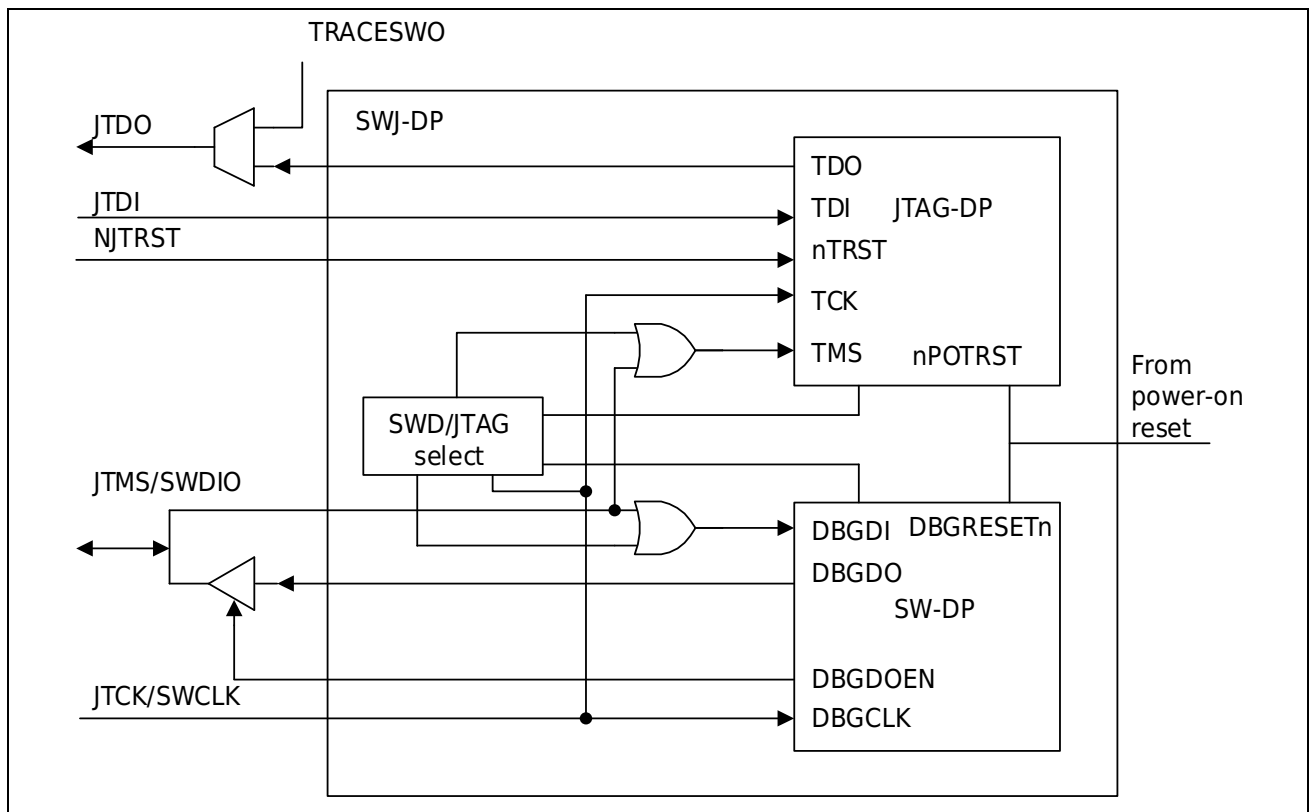 TRACESWO
JTDO
SWJ-DP
TDO
JTDI
TDI
JTAG-DP
NJTRST
nTRST
TCK
TMS
nPOTRST
From
power-on
reset
SWD/JTAG
select
JTMS/SWDIO
DBGDI
DBGRESETn
DBGDO
SW-DP
DBGDOEN
JTCK/SWCLK
DBGCLK